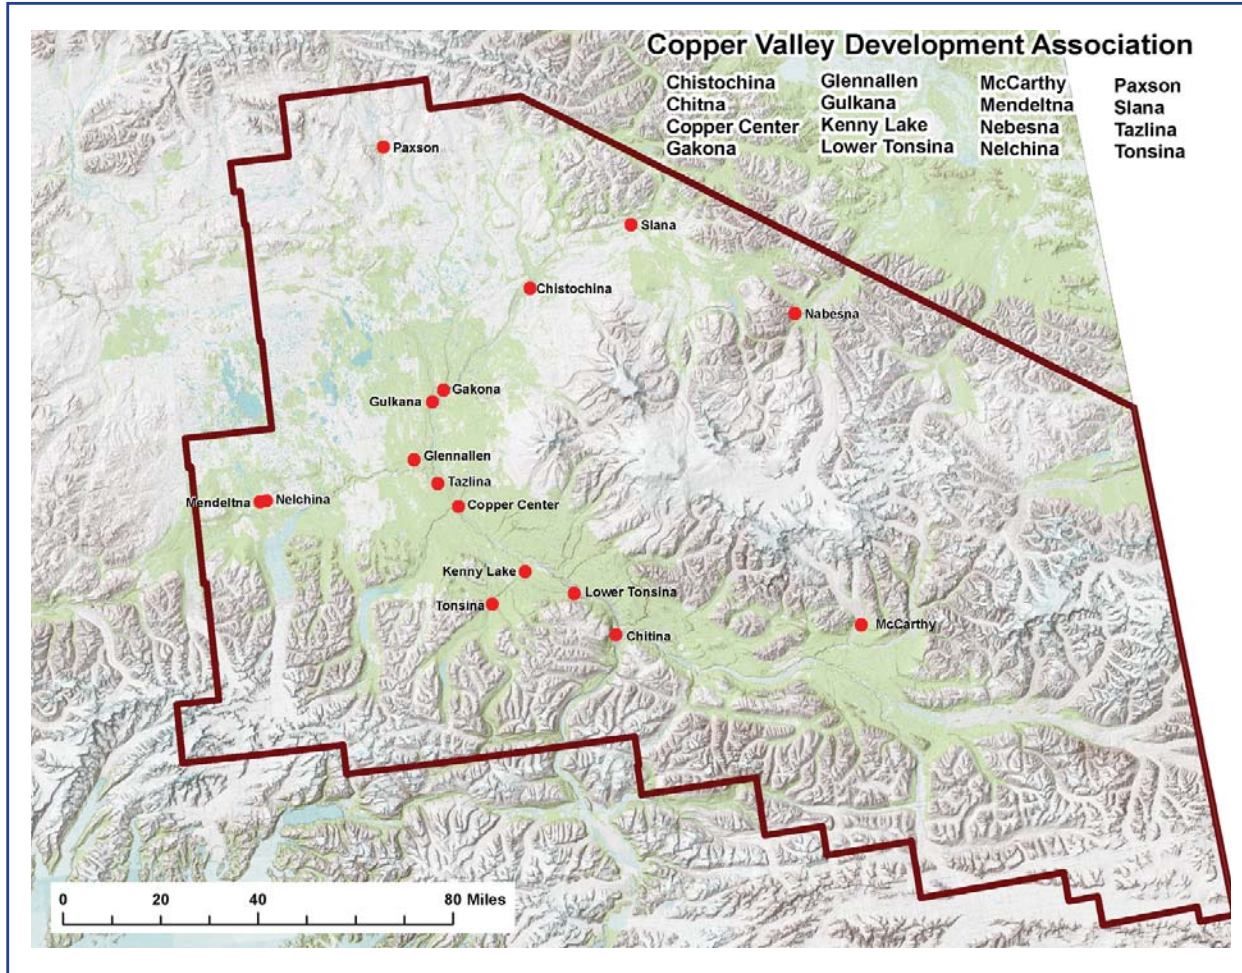 Copper Valley Development Association
Chistochina Glennallen McCarthy Paxson
Chitna Gulkana Mendeltna Slana
Copper Center Kenny Lake Nebesna Tazlina
Gakona Lower Tonsina Nelchina Tonsina
Paxson
Slana
Chistochina
Nabesna
Gakona
Gulkana
Glennallen
Tazlina
Mendeltna Nelchina
Copper Center
Kenny Lake
Lower Tonsina
Tonsina
McCarthy
Chitina
0 20 40 80 Miles